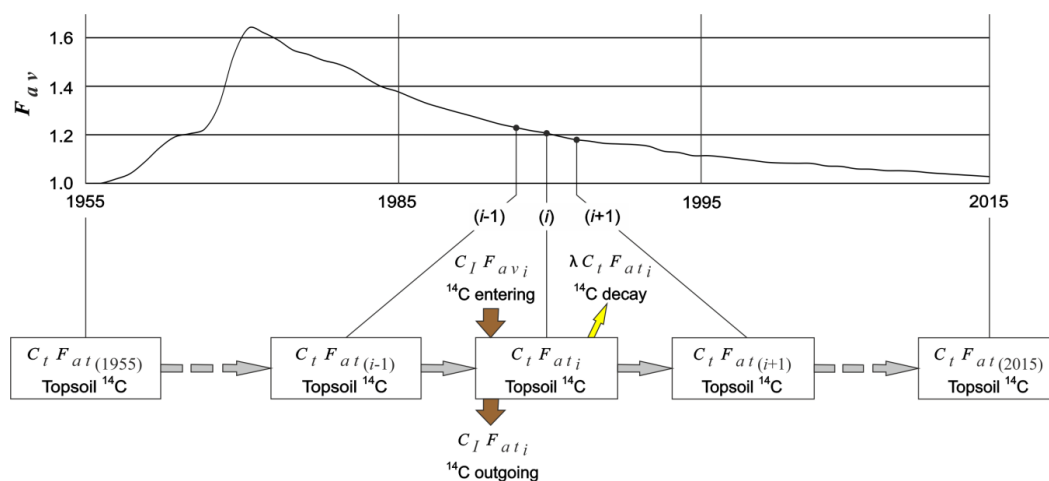 1.6
1.4
1.2
1.0
F a v
1955 1985 1995 2015
(i-1) (i) (i+1)
C I F a v i λ C t F a t i
¹⁴C entering ¹⁴C decay
C t F a t (1955) C t F a t (i-1) C t F a t i C t F a t (i+1) C t F a t (2015)
Topsoil ¹⁴C Topsoil ¹⁴C Topsoil ¹⁴C Topsoil ¹⁴C Topsoil ¹⁴C
C I F a t i
¹⁴C outgoing